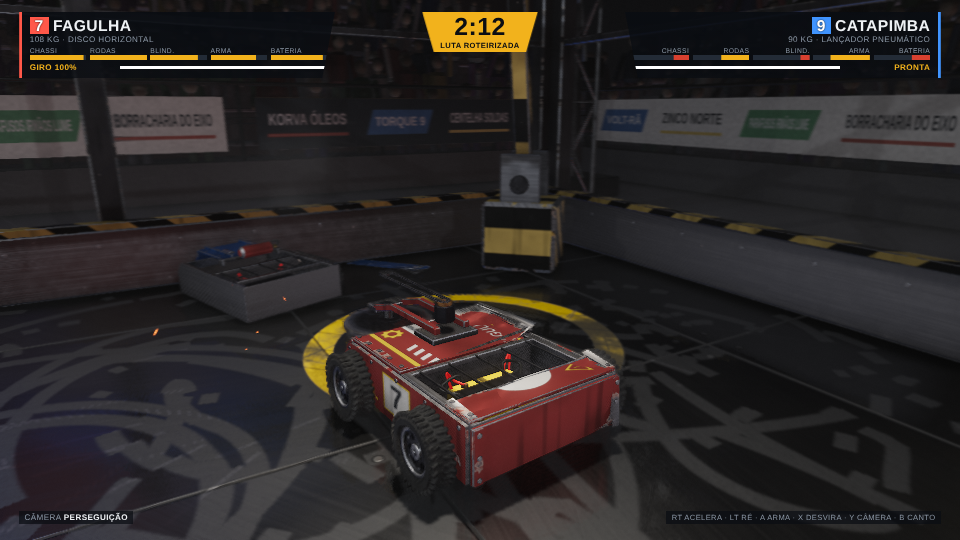 7 FAGULHA
108 KG · DISCO HORIZONTAL
CHASSI RODAS BLIND. ARMA BATERIA
GIRO 100%
2:12
LUTA ROTEIRIZADA
9 CATAPIMBA
90 KG · LANÇADOR PNEUMÁTICO
CHASSI RODAS BLIND. ARMA BATERIA
PRONTA
BORRACHARIA DO EIXO
KORVA ÓLEOS
TORQUE 9
CENTELHA SOLDAS
VOLT-RÁ
ZINCO NORTE
BORRACHARIA DO EIXO
7
CÂMERA PERSEGUIÇÃO
RT ACELERA · LT RÉ · A ARMA · X DESVIRA · Y CÂMERA · B CANTO